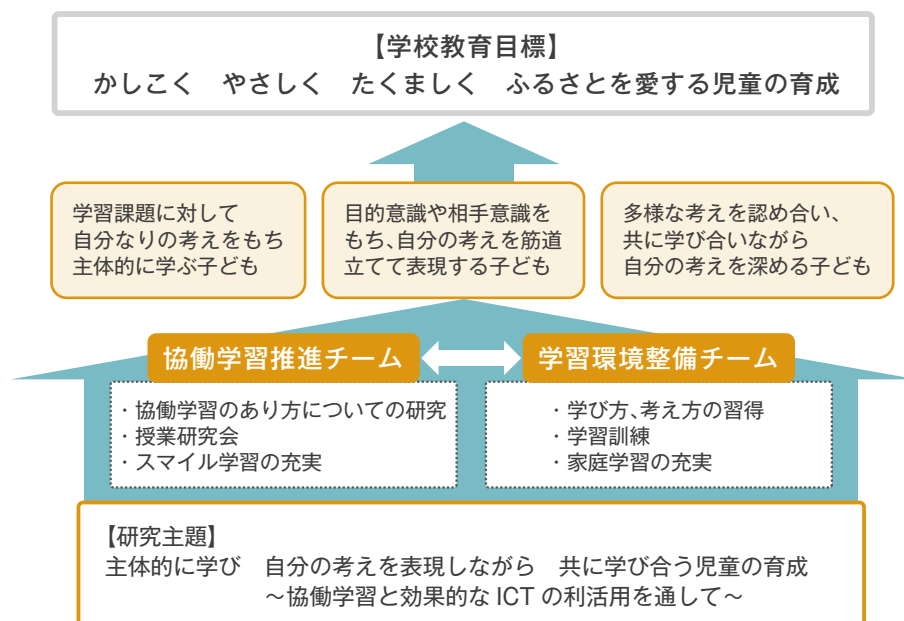 【学校教育目標】
かしこく　やさしく　たくましく　ふるさとを愛する児童の育成
学習課題に対して
自分なりの考えをもち
主体的に学ぶ子ども
目的意識や相手意識を
もち、自分の考えを筋道
立てて表現する子ども
多様な考えを認め合い、
共に学び合いながら
自分の考えを深める子ども
協働学習推進チーム
・協働学習のあり方についての研究
・授業研究会
・スマイル学習の充実
学習環境整備チーム
・学び方、考え方の習得
・学習訓練
・家庭学習の充実
【研究主題】
主体的に学び　自分の考えを表現しながら　共に学び合う児童の育成
～協働学習と効果的な ICT の利活用を通して～